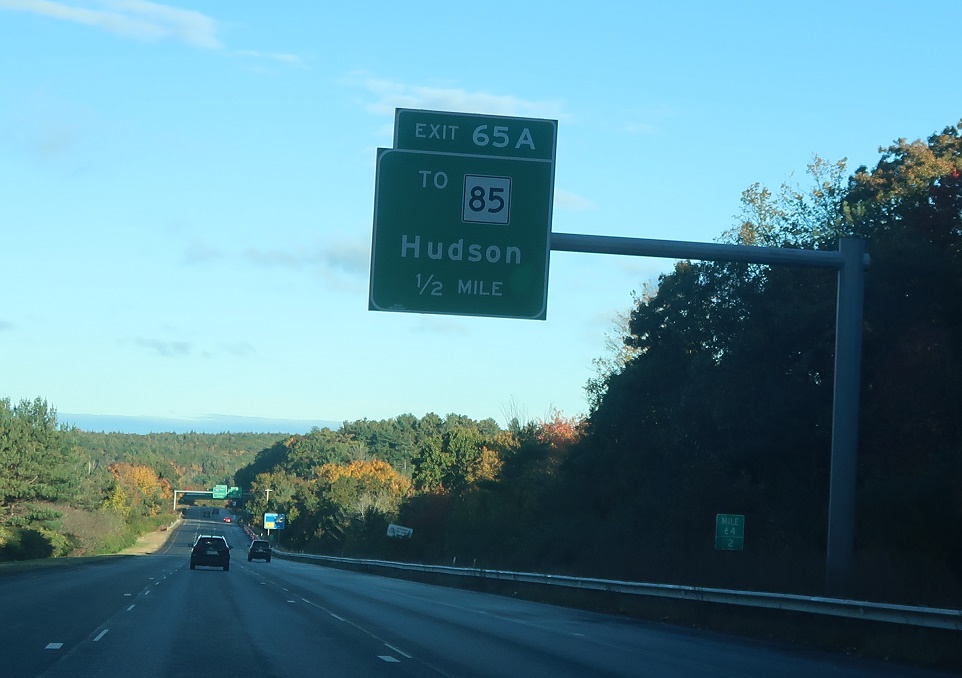 EXIT 65A
TO 85
Hudson
1/2 MILE
MILE
64
2